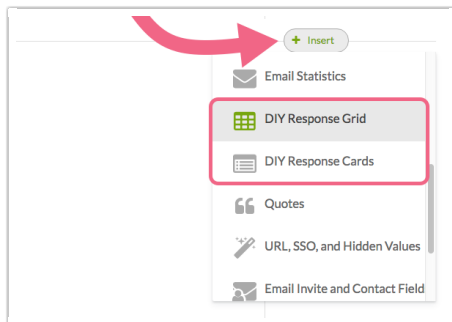 + Insert
Email Statistics
DIY Response Grid
DIY Response Cards
Quotes
URL, SSO, and Hidden Values
Email Invite and Contact Field